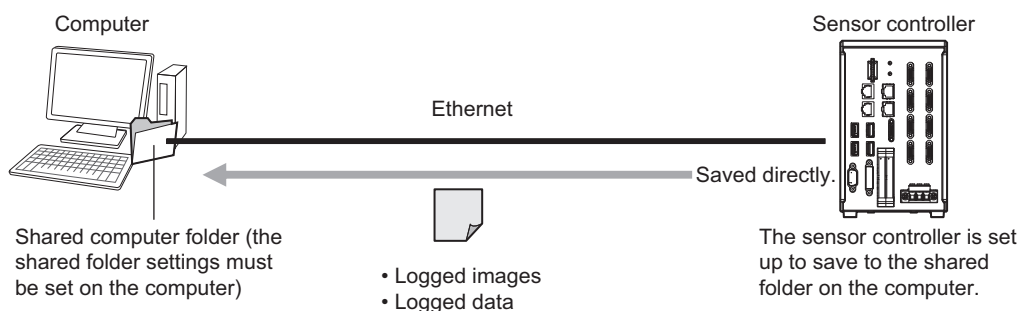 Computer
Sensor controller
Ethernet
Saved directly.
Shared computer folder (the
shared folder settings must
be set on the computer)
• Logged images
• Logged data
The sensor controller is set
up to save to the shared
folder on the computer.